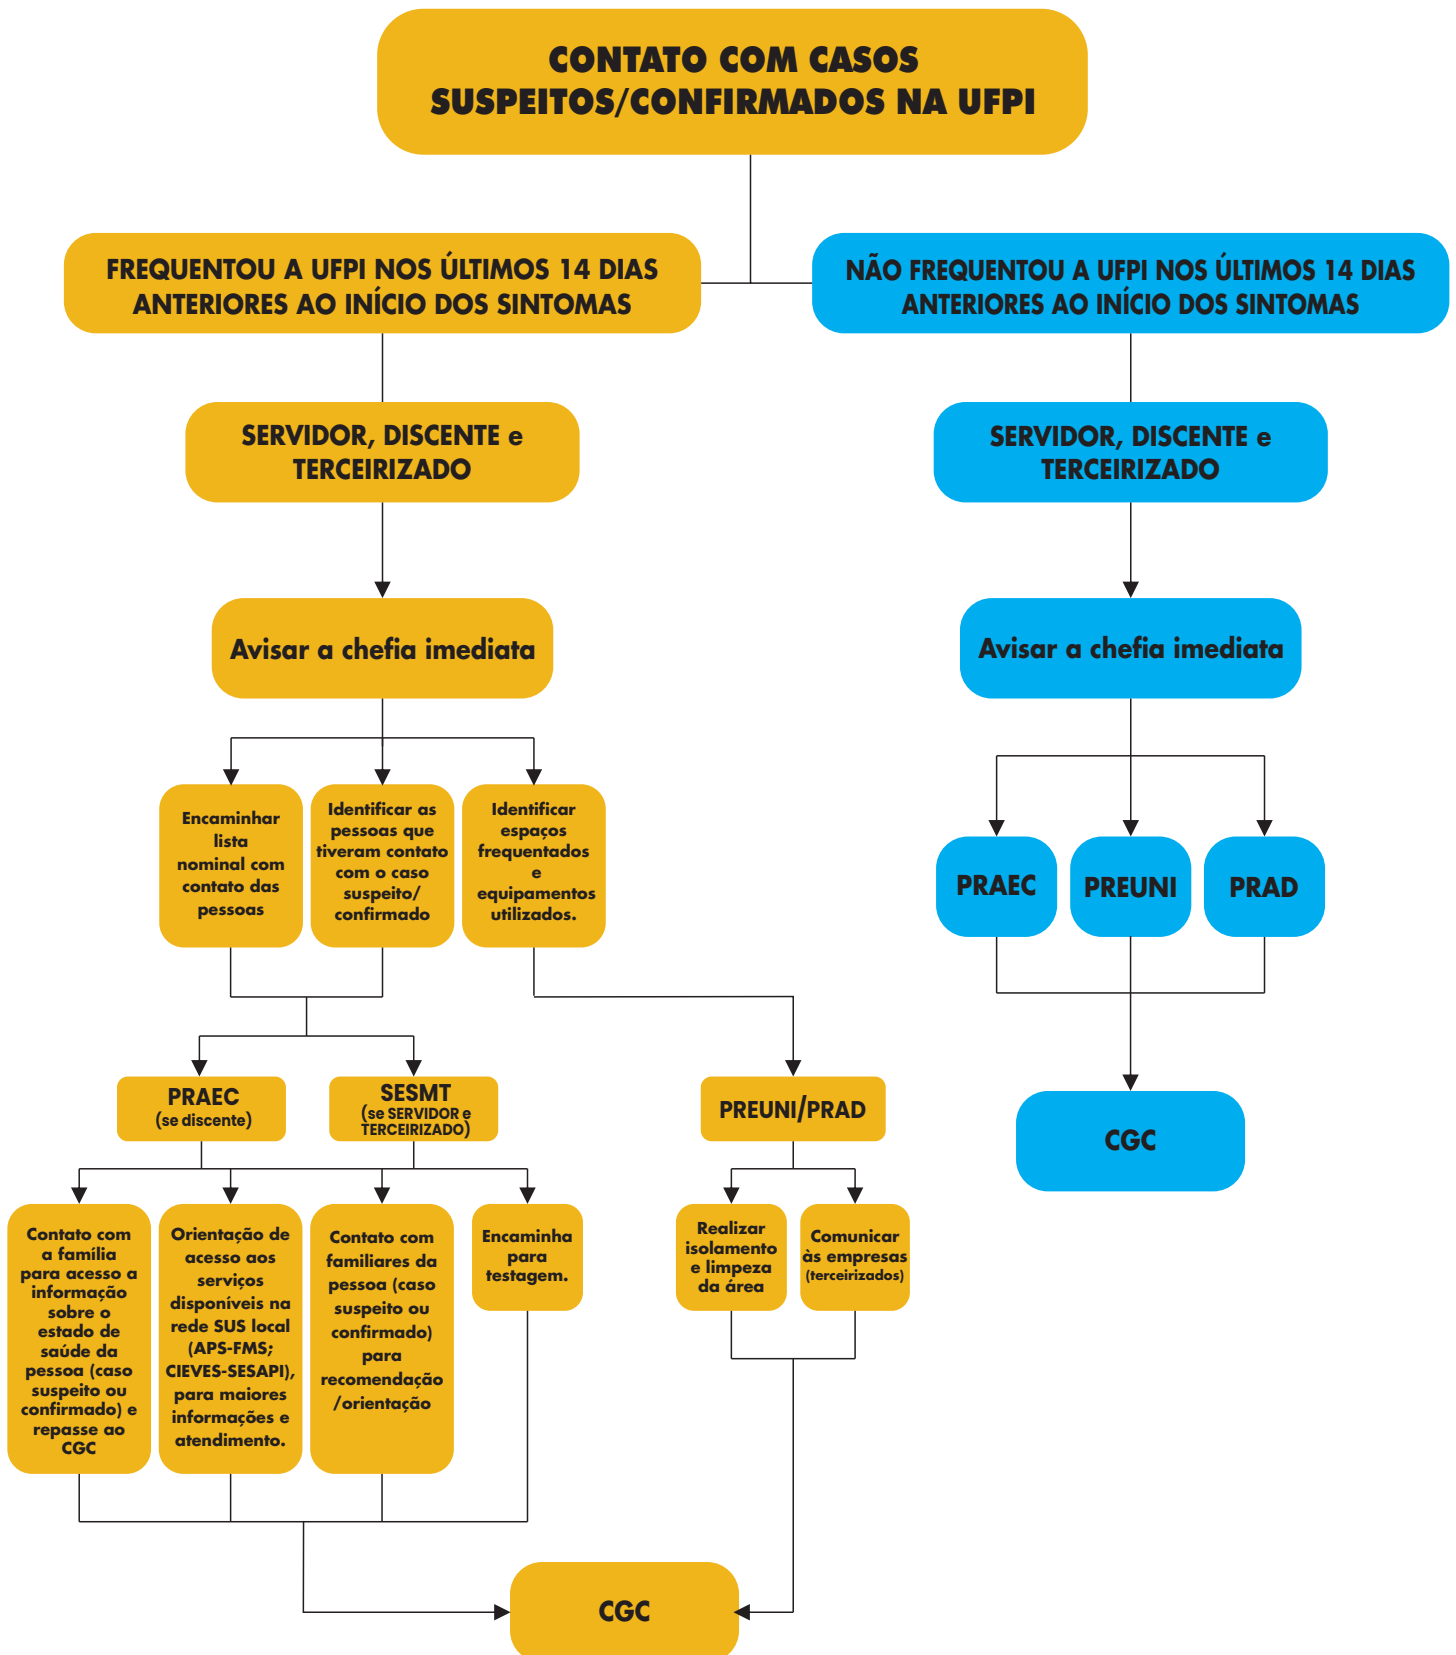 CONTATO COM CASOS
SUSPEITOS/CONFIRMADOS NA UFPI
FREQUENTOU A UFPI NOS ÚLTIMOS 14 DIAS
ANTERIORES AO INÍCIO DOS SINTOMAS
NÃO FREQUENTOU A UFPI NOS ÚLTIMOS 14 DIAS
ANTERIORES AO INÍCIO DOS SINTOMAS
SERVIDOR, DISCENTE e
TERCEIRIZADO
SERVIDOR, DISCENTE e
TERCEIRIZADO
Avisar a chefia imediata
Avisar a chefia imediata
Encaminhar
lista
nominal com
contato das
pessoas
Identificar as
pessoas que
tiveram contato
com o caso
suspeito/
confirmado
Identificar
espaços
frequentados
e
equipamentos
utilizados.
PRAEC
PREUNI
PRAD
PRAEC
(se discente)
SESMT
(se SERVIDOR e
TERCEIRIZADO)
PREUNI/PRAD
CGC
Contato com
a família
para acesso a
informação
sobre o
estado de
saúde da
pessoa (caso
suspeito ou
confirmado) e
repasse ao
CGC
Orientação de
acesso aos
serviços
disponíveis na
rede SUS local
(APS-FMS;
CIEVES-SESAPI),
para maiores
informações e
atendimento.
Contato com
familiares da
pessoa (caso
suspeito ou
confirmado)
para
recomendação
/orientação
Encaminha
para
testagem.
Realizar
isolamento
e limpeza
da área
Comunicar
às empresas
(terceirizados)
CGC